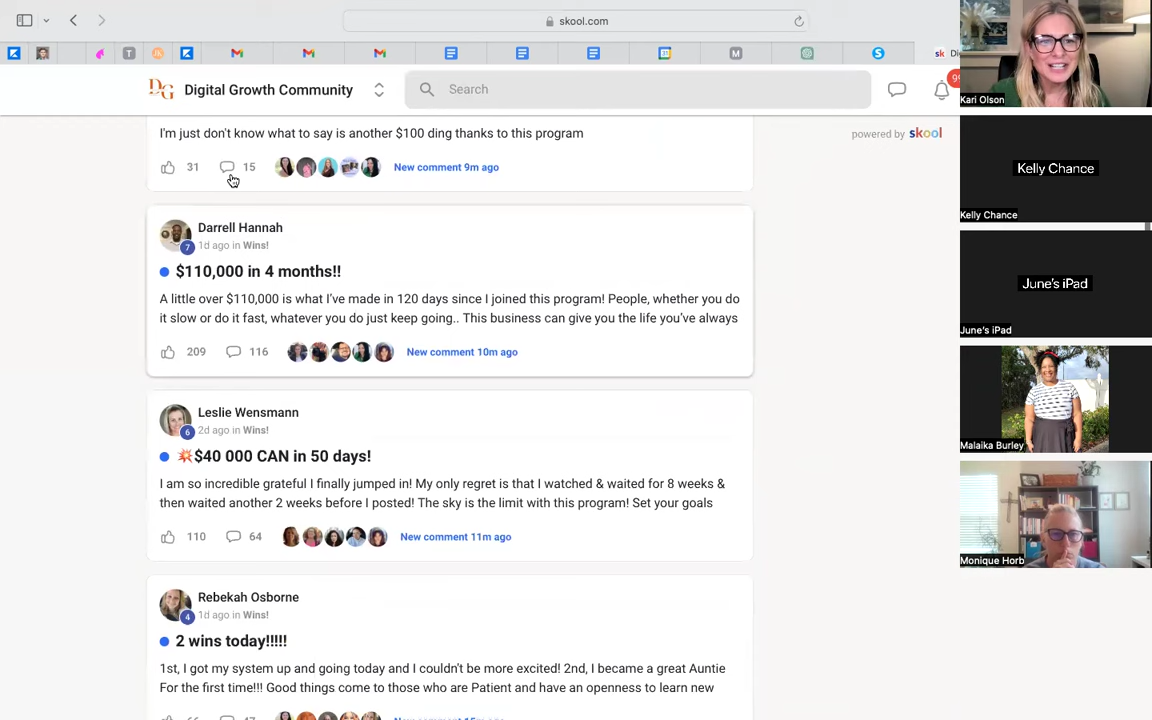 skool.com
T
M
S
sk Di
DG Digital Growth Community
Search
99
I'm just don't know what to say is another $100 ding thanks to this program
powered by skool
31 15 New comment 9m ago
Darrell Hannah
7 1d ago in Wins!
$110,000 in 4 months!!
A little over $110,000 is what I've made in 120 days since I joined this program! People, whether you do
it slow or do it fast, whatever you do just keep going.. This business can give you the life you've always
209 116 New comment 10m ago
Leslie Wensmann
6 2d ago in Wins!
💥$40 000 CAN in 50 days!
I am so incredible grateful I finally jumped in! My only regret is that I watched & waited for 8 weeks &
then waited another 2 weeks before I posted! The sky is the limit with this program! Set your goals
110 64 New comment 11m ago
Rebekah Osborne
4 1d ago in Wins!
2 wins today!!!!!
1st, I got my system up and going today and I couldn't be more excited! 2nd, I became a great Auntie
For the first time!!! Good things come to those who are Patient and have an openness to learn new
Kari Olson
Kelly Chance
Kelly Chance
June's iPad
June's iPad
Malaika Burley
Monique Horb